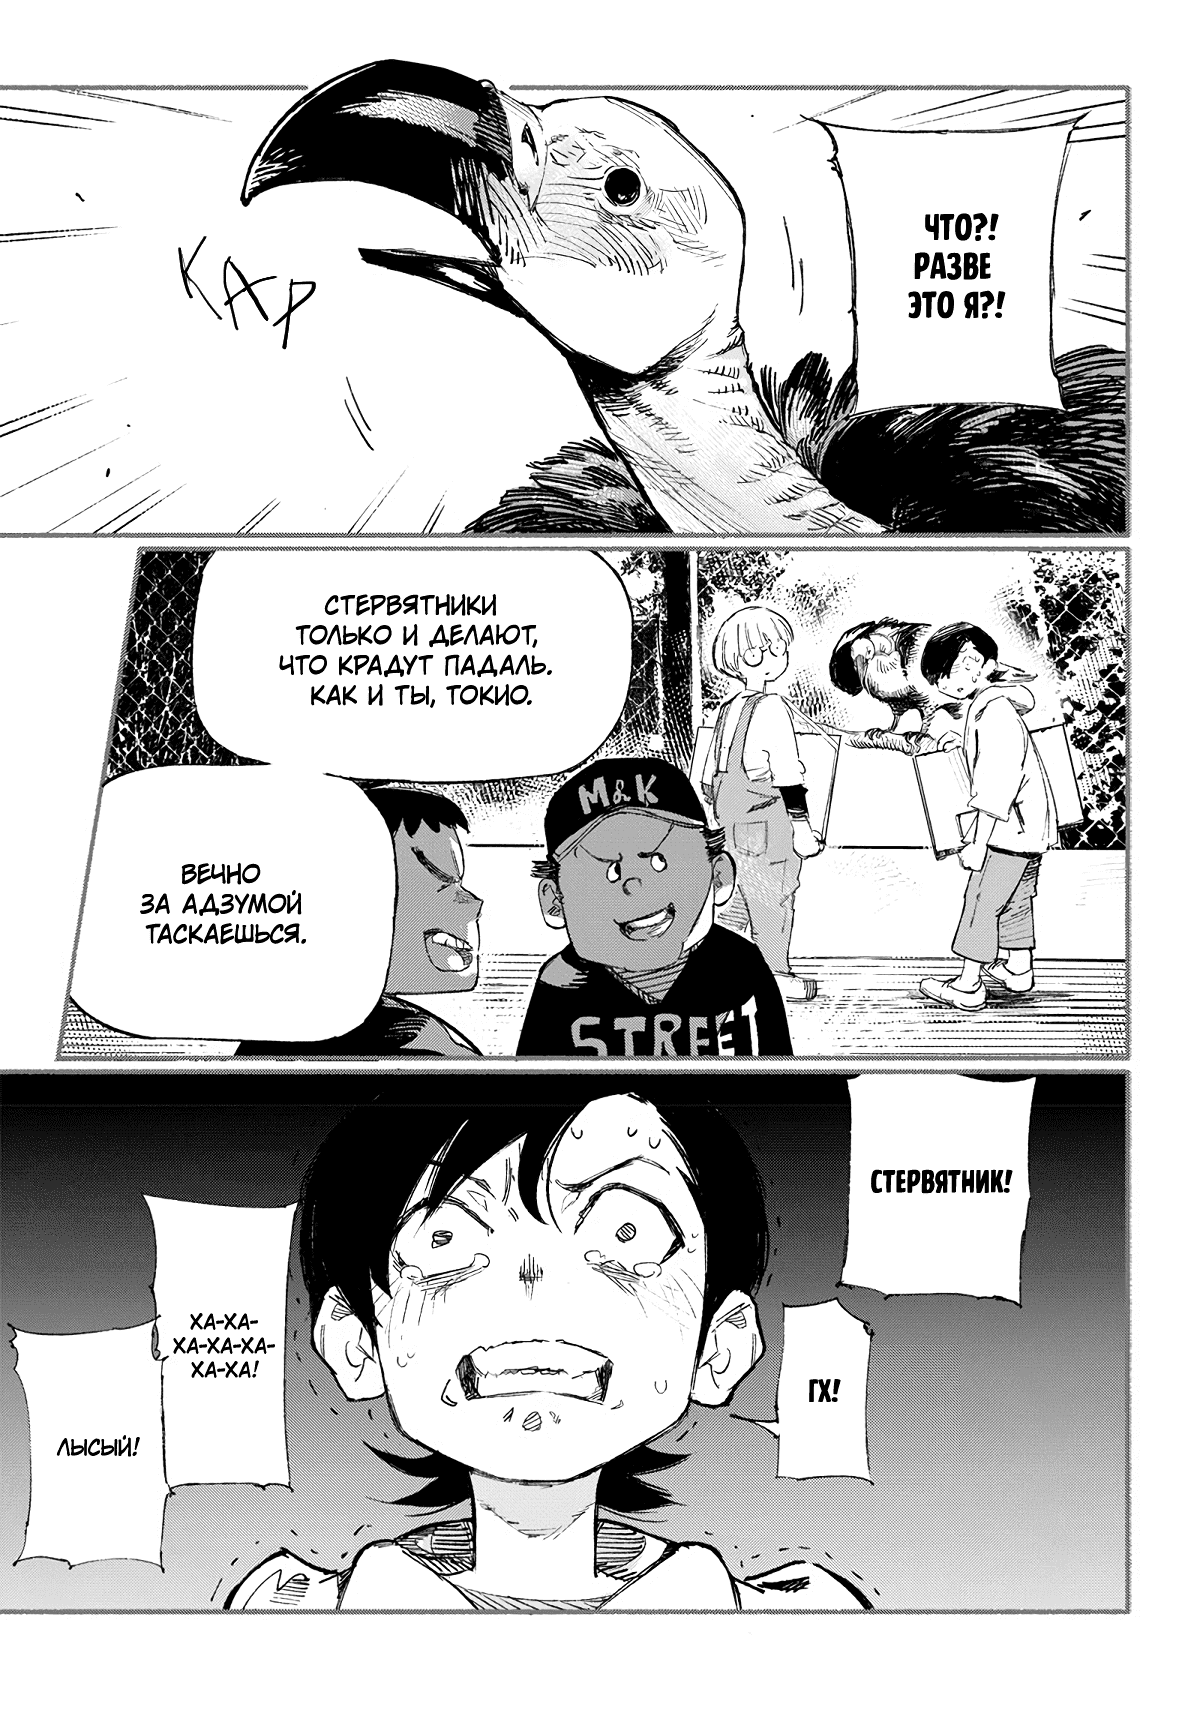 ЧТО?!
РАЗВЕ
ЭТО Я?!
КАР
СТЕРВЯТНИКИ
ТОЛЬКО И ДЕЛАЮТ,
ЧТО КРАДУТ ПАДАЛЬ.
КАК И ТЫ, ТОКИО.
M&K
STREET
ВЕЧНО
ЗА АДЗУМОЙ
ТАСКАЕШЬСЯ.
СТЕРВЯТНИК!
ГХ!
ХА-ХА-
ХА-ХА-ХА-
ХА-ХА!
ЛЫСЫЙ!